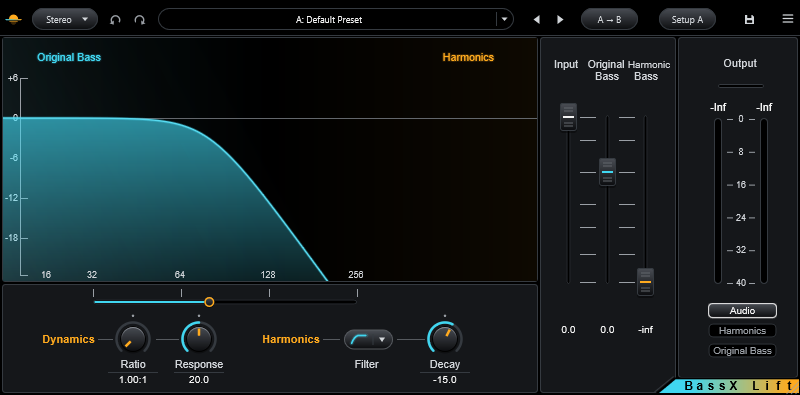 Stereo
A: Default Preset
A → B
Setup A
Original Bass
Harmonics
+6
0
-6
-12
-18
16 32 64 128 256
Dynamics
Ratio
1.00:1
Response
20.0
Harmonics
Filter
Decay
-15.0
Input
Original
Bass
Harmonic
Bass
0.0
0.0
-inf
Output
-Inf -Inf
0
8
16
24
32
40
Audio
Harmonics
Original Bass
BassX Lift